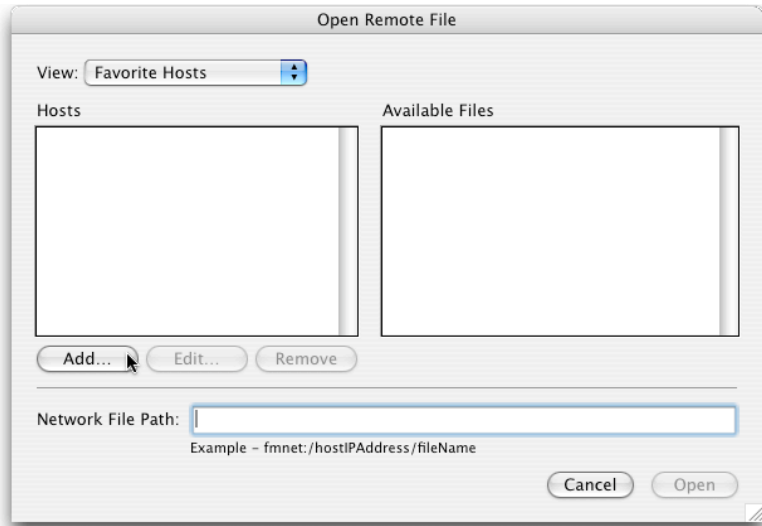 Open Remote File
View: Favorite Hosts
Hosts Available Files
Add... Edit... Remove
Network File Path:
Example – fmnet:/hostIPAddress/fileName
Cancel Open